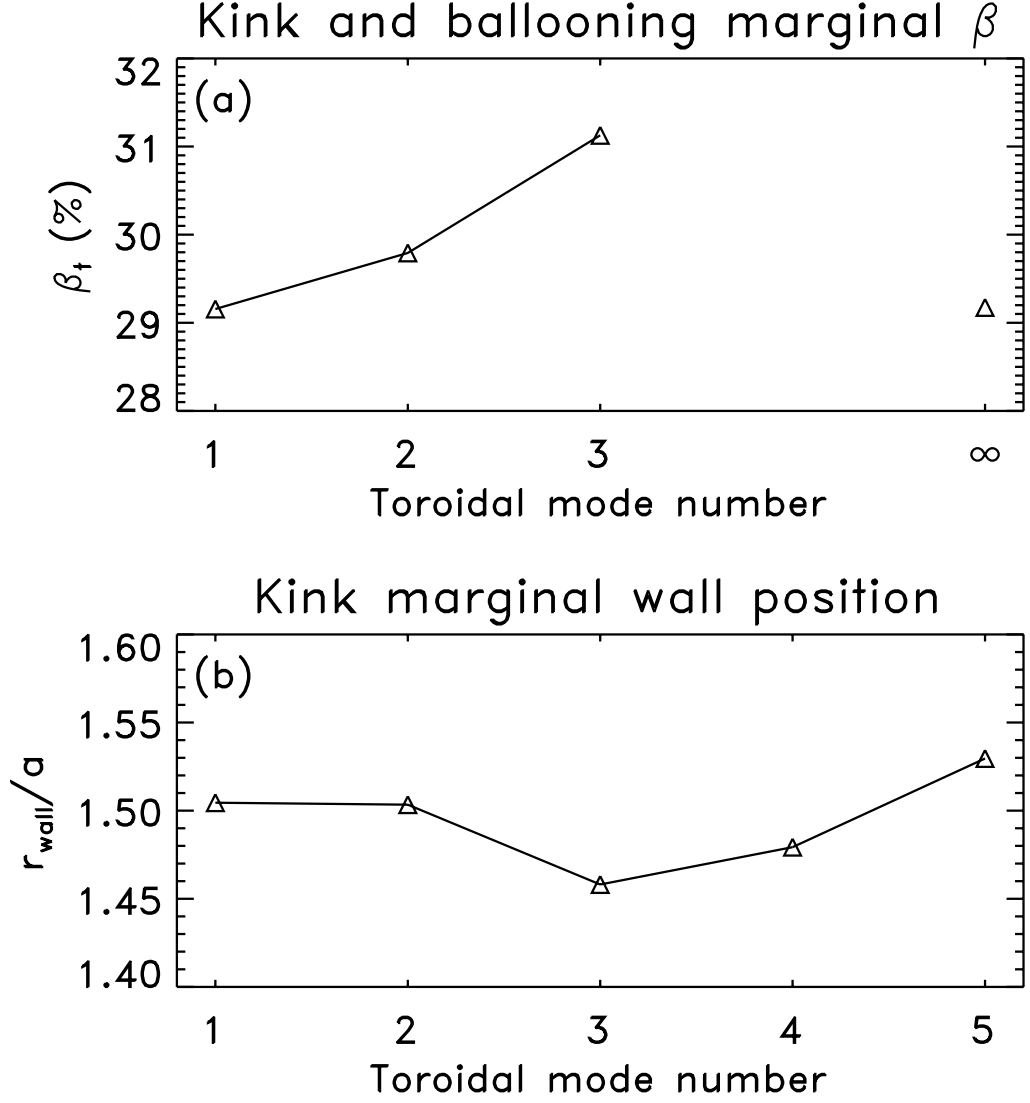 Kink and ballooning marginal β
(a)
32
31
30
29
28
βt (%)
1 2 3 ∞
Toroidal mode number
Kink marginal wall position
(b)
1.60
1.55
1.50
1.45
1.40
rwall/a
1 2 3 4 5
Toroidal mode number